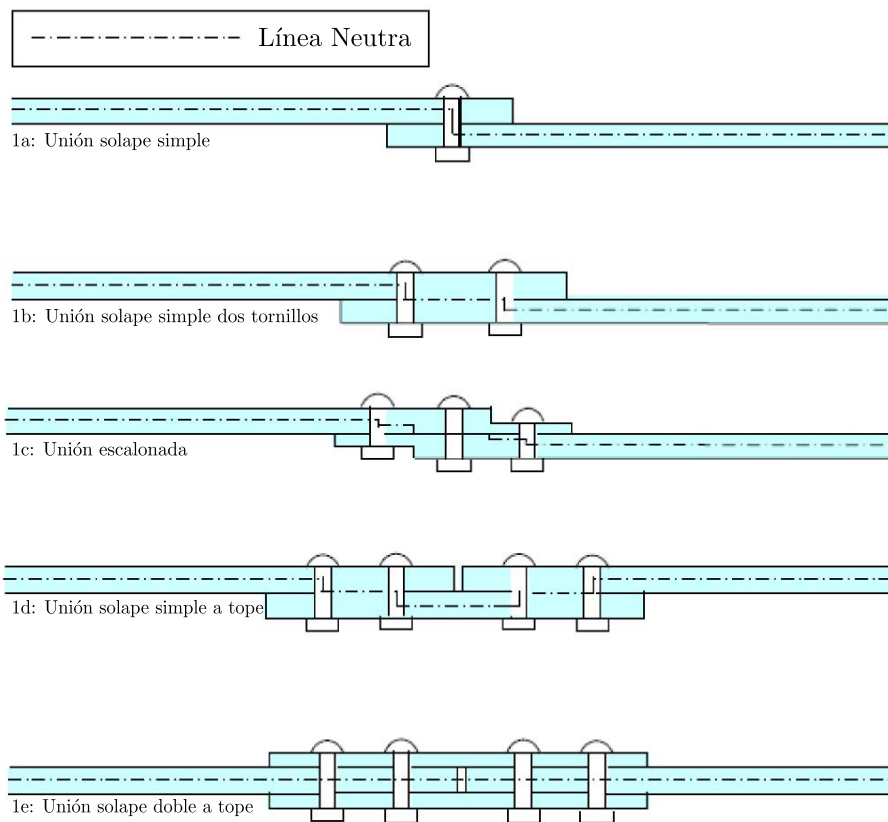 Línea Neutra
1a: Unión solape simple
1b: Unión solape simple dos tornillos
1c: Unión escalonada
1d: Unión solape simple a tope
1e: Unión solape doble a tope